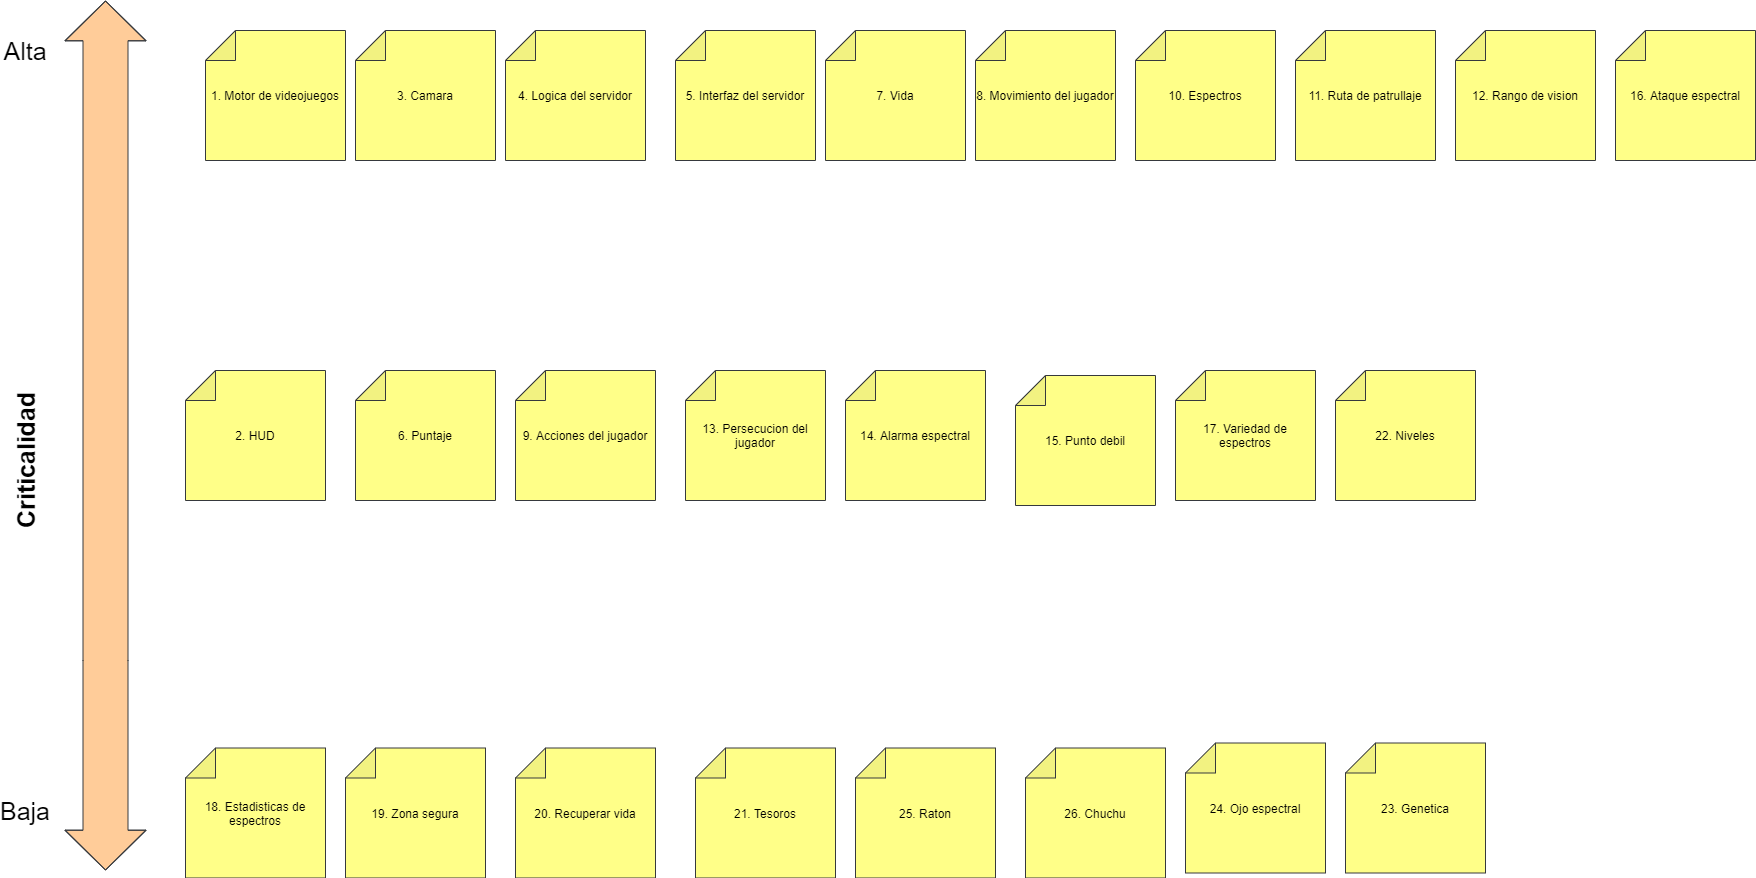 Alta
1. Motor de videojuegos
3. Camara
4. Logica del servidor
5. Interfaz del servidor
7. Vida
8. Movimiento del jugador
10. Espectros
11. Ruta de patrullaje
12. Rango de vision
16. Ataque espectral
Criticalidad
2. HUD
6. Puntaje
9. Acciones del jugador
13. Persecucion del
jugador
14. Alarma espectral
15. Punto debil
17. Variedad de
espectros
22. Niveles
Baja
18. Estadisticas de
espectros
19. Zona segura
20. Recuperar vida
21. Tesoros
25. Raton
26. Chuchu
24. Ojo espectral
23. Genetica